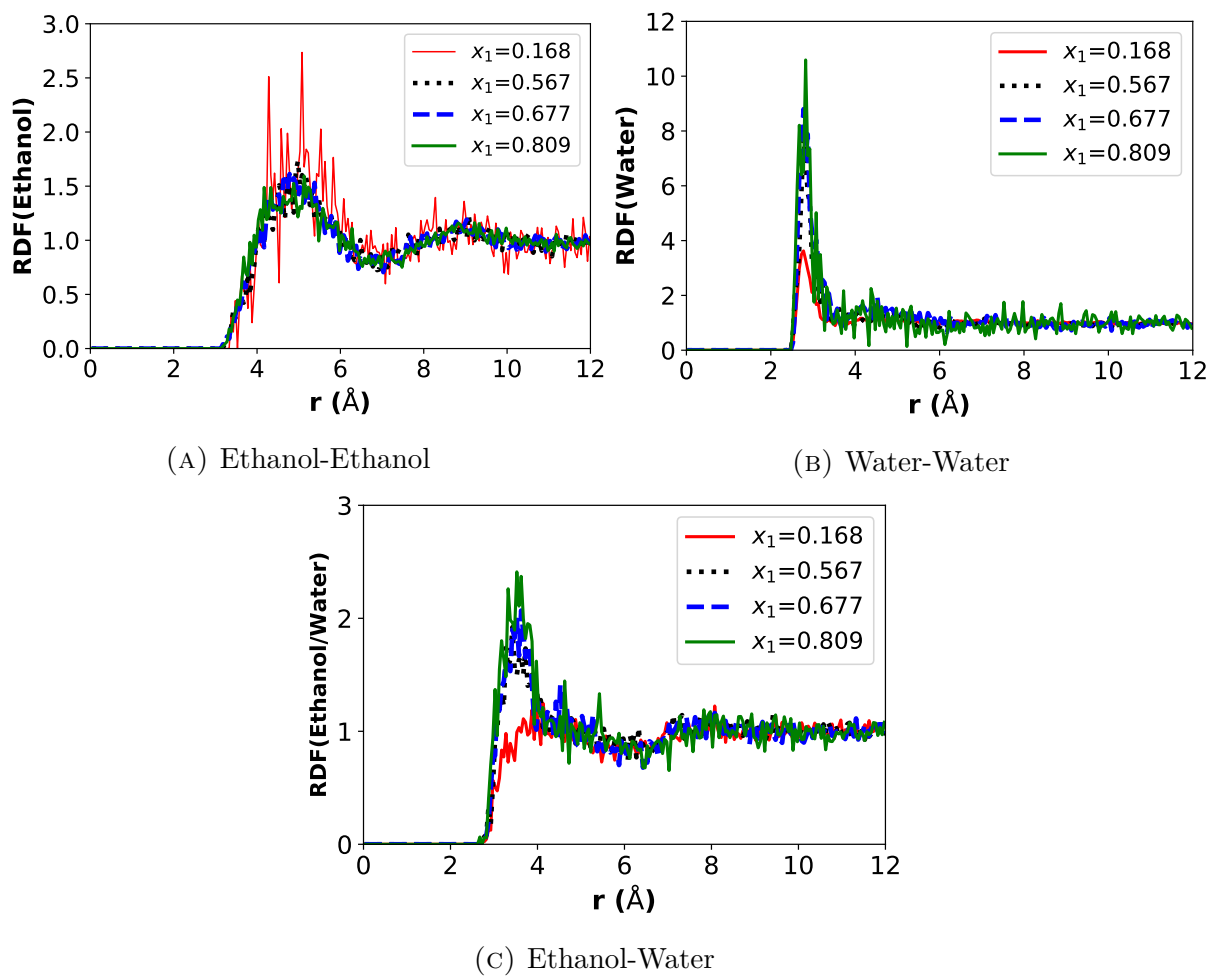 RDF(Ethanol)
3.0
2.5
2.0
1.5
1.0
0.5
0.0
0 2 4 6 8 10 12
r (Å)
x₁=0.168
x₁=0.567
x₁=0.677
x₁=0.809
(A) Ethanol-Ethanol
RDF(Water)
12
10
8
6
4
2
0
0 2 4 6 8 10 12
r (Å)
x₁=0.168
x₁=0.567
x₁=0.677
x₁=0.809
(B) Water-Water
RDF(Ethanol/Water)
3
2
1
0
0 2 4 6 8 10 12
r (Å)
x₁=0.168
x₁=0.567
x₁=0.677
x₁=0.809
(C) Ethanol-Water